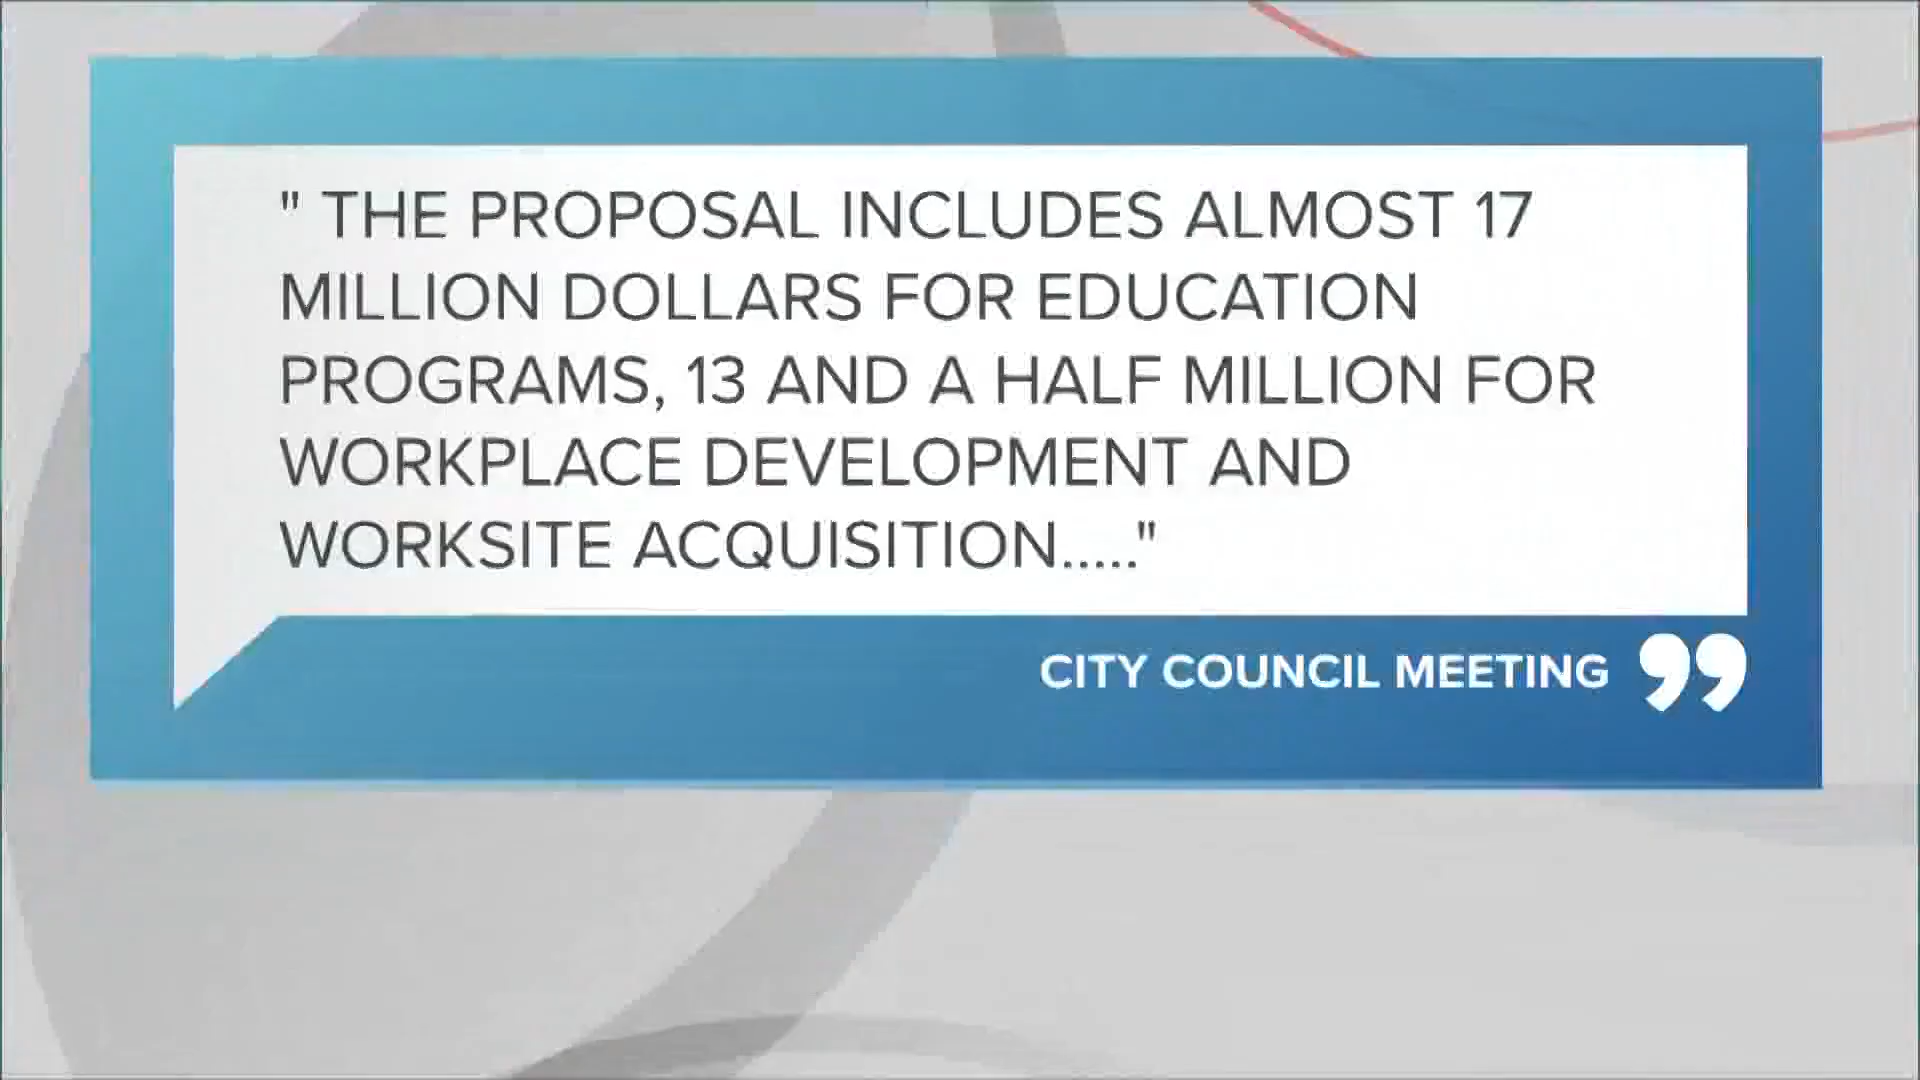 " THE PROPOSAL INCLUDES ALMOST 17
MILLION DOLLARS FOR EDUCATION
PROGRAMS, 13 AND A HALF MILLION FOR
WORKPLACE DEVELOPMENT AND
WORKSITE ACQUISITION....."
CITY COUNCIL MEETING ”